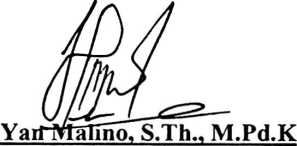 Yan Malino, S.Th., M.Pd.K